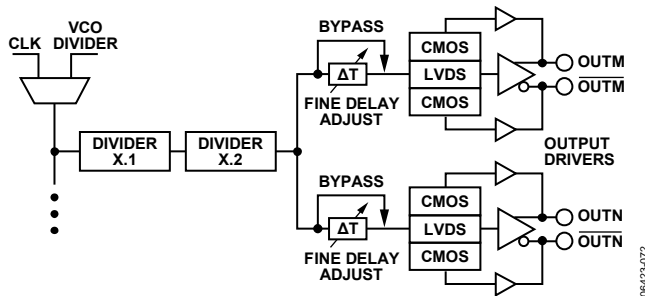 CLK
VCO
DIVIDER
DIVIDER
X.1
DIVIDER
X.2
BYPASS
ΔT
FINE DELAY
ADJUST
CMOS
LVDS
CMOS
OUTM
OUTM
OUTPUT
DRIVERS
BYPASS
ΔT
FINE DELAY
ADJUST
CMOS
LVDS
CMOS
OUTN
OUTN
06423-072